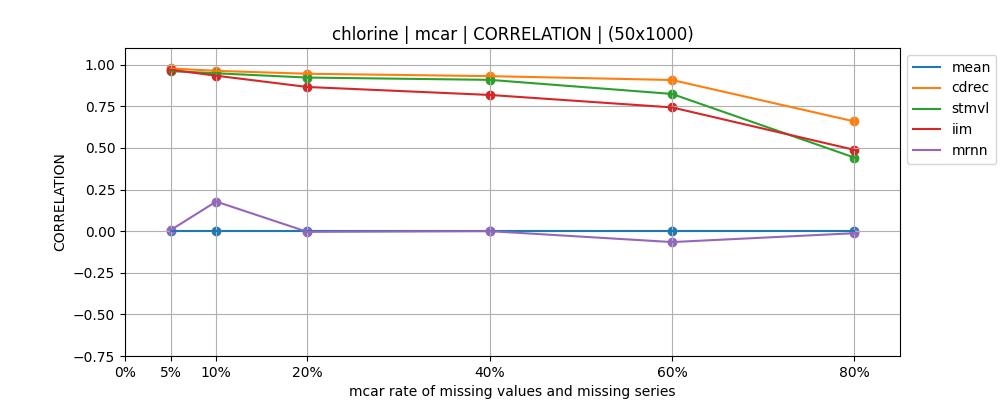 chlorine | mcar | CORRELATION | (50x1000)
CORRELATION
1.00
0.75
0.50
0.25
0.00
−0.25
−0.50
−0.75
0% 5% 10% 20% 40% 60% 80%
mcar rate of missing values and missing series
mean
cdrec
stmvl
iim
mrnn